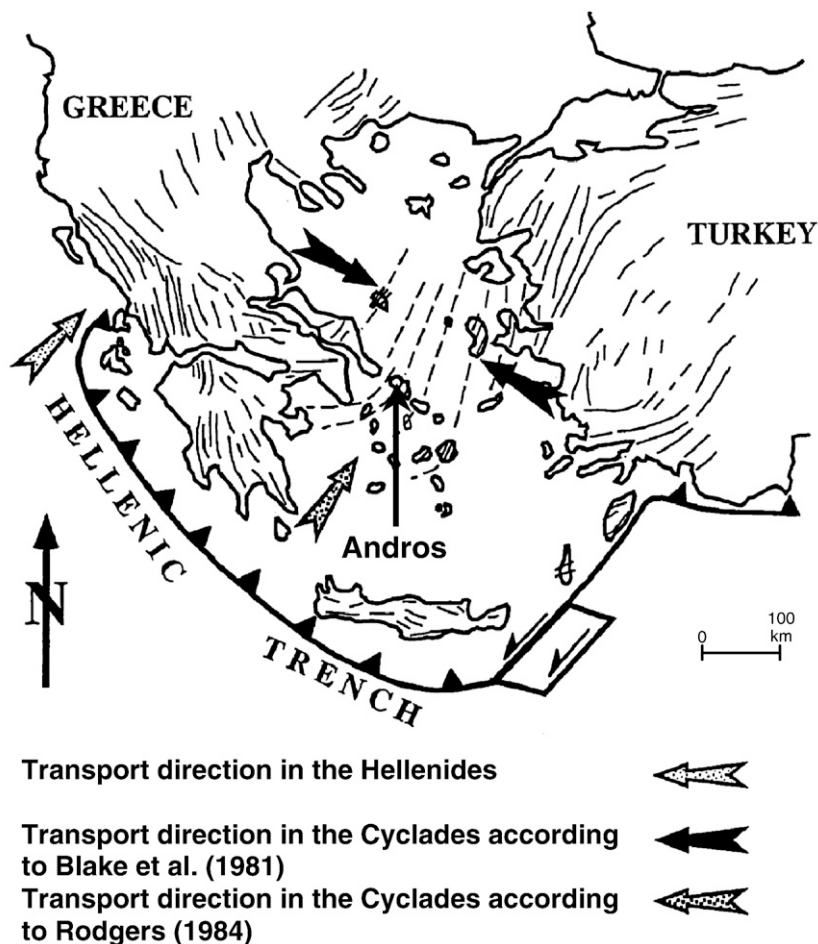 GREECE
TURKEY
HELLENIC
TRENCH
Andros
N
0 100
km
Transport direction in the Hellenides
Transport direction in the Cyclades according
to Blake et al. (1981)
Transport direction in the Cyclades according
to Rodgers (1984)